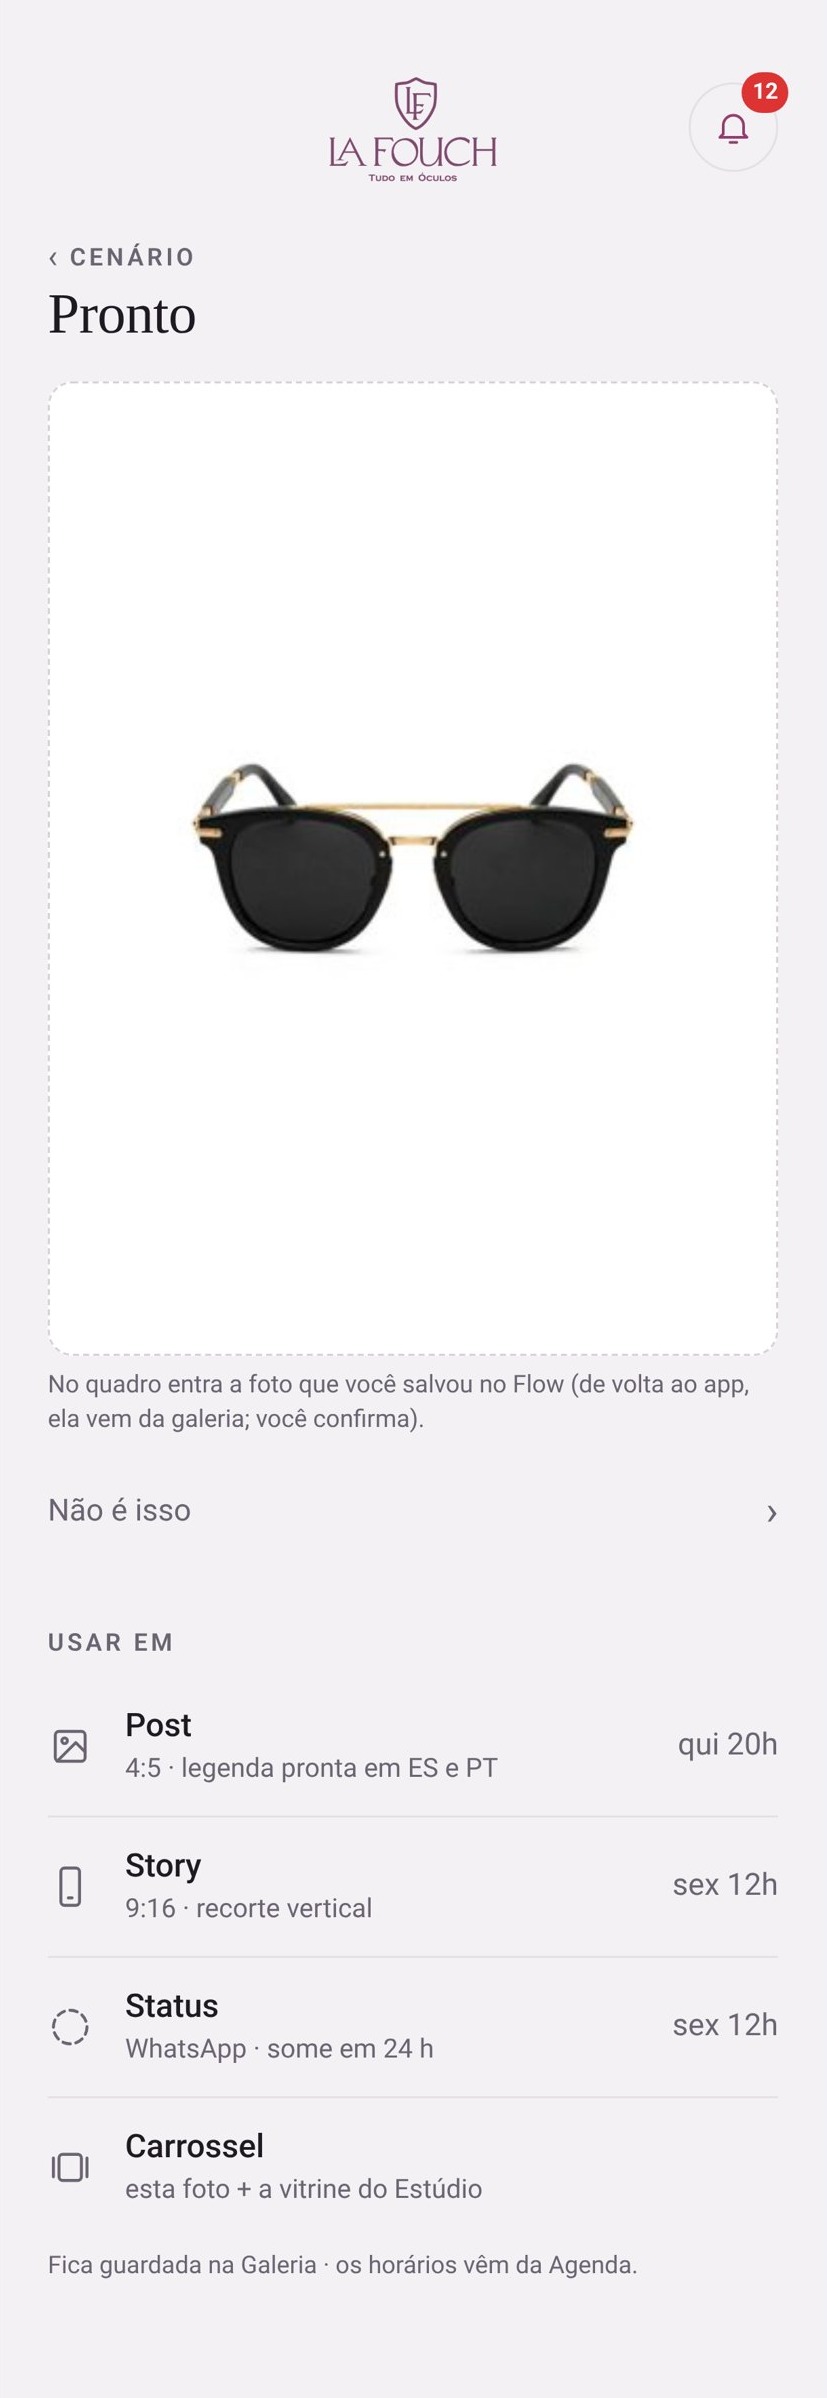 LF
LA FOUCH
TUDO EM ÓCULOS
12
‹ CENÁRIO
Pronto
No quadro entra a foto que você salvou no Flow (de volta ao app,
ela vem da galeria; você confirma).
Não é isso ›
USAR EM
Post
4:5 · legenda pronta em ES e PT
qui 20h
Story
9:16 · recorte vertical
sex 12h
Status
WhatsApp · some em 24 h
sex 12h
Carrossel
esta foto + a vitrine do Estúdio
Fica guardada na Galeria · os horários vêm da Agenda.